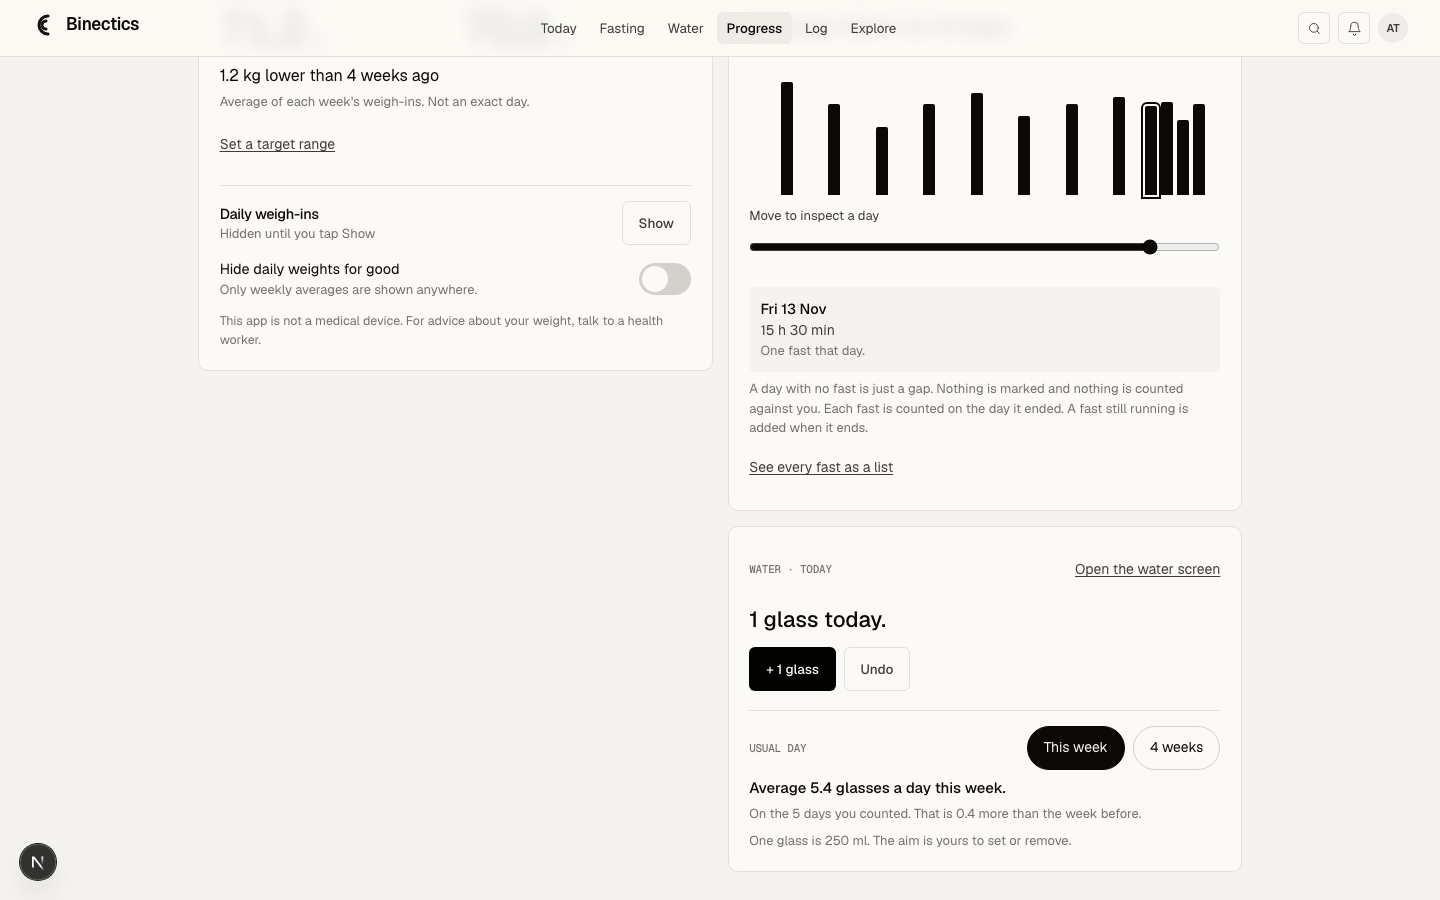 Binectics
Today
Fasting
Water
Progress
Log
Explore
AT
1.2 kg lower than 4 weeks ago
Average of each week's weigh-ins. Not an exact day.
Set a target range
Daily weigh-ins
Hidden until you tap Show
Show
Hide daily weights for good
Only weekly averages are shown anywhere.
This app is not a medical device. For advice about your weight, talk to a health
worker.
Move to inspect a day
Fri 13 Nov
15 h 30 min
One fast that day.
A day with no fast is just a gap. Nothing is marked and nothing is counted
against you. Each fast is counted on the day it ended. A fast still running is
added when it ends.
See every fast as a list
WATER · TODAY
Open the water screen
1 glass today.
+ 1 glass
Undo
USUAL DAY
This week
4 weeks
Average 5.4 glasses a day this week.
On the 5 days you counted. That is 0.4 more than the week before.
One glass is 250 ml. The aim is yours to set or remove.
N